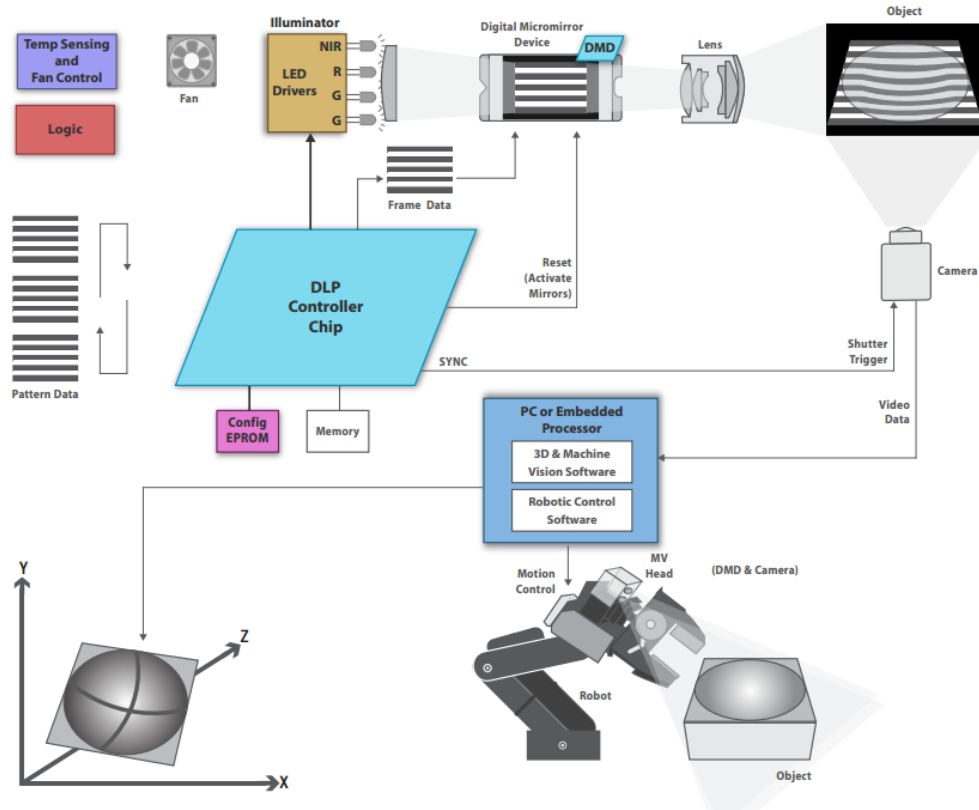 Temp Sensing
and
Fan Control
Logic
Fan
Illuminator
LED
Drivers
NIR
R
G
G
Digital Micromirror
Device
DMD
Lens
Object
Frame Data
Pattern Data
DLP
Controller
Chip
Reset
(Activate
Mirrors)
SYNC
Shutter
Trigger
Camera
Video
Data
Config
EPROM
Memory
PC or Embedded
Processor
3D & Machine
Vision Software
Robotic Control
Software
Motion
Control
MV
Head
(DMD & Camera)
Robot
Object
Y
Z
X